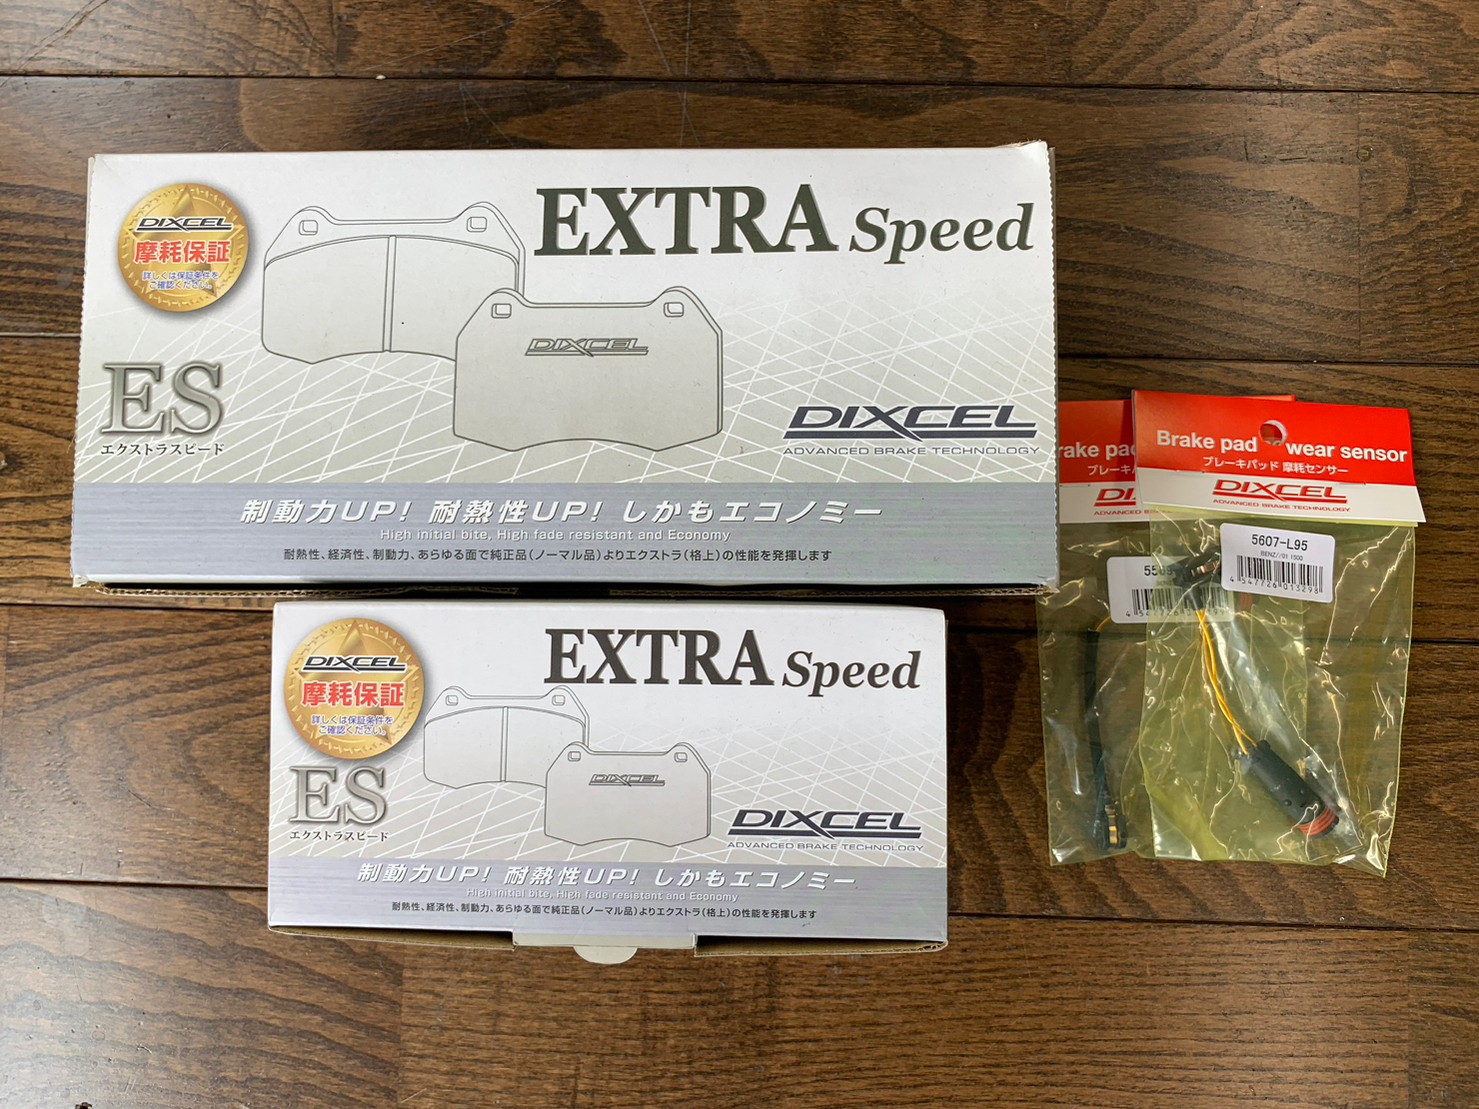 DIXCEL
摩耗保証
詳しくは保証条件を
ご確認ください。
EXTRA Speed
DIXCEL
ES
エクストラスピード
DIXCEL
ADVANCED BRAKE TECHNOLOGY
制動力UP! 耐熱性UP! しかもエコノミー
High initial bite, High fade resistant and Economy
耐熱性、経済性、制動力、あらゆる面で純正品(ノーマル品)よりエクストラ(格上)の性能を発揮します
DIXCEL
摩耗保証
詳しくは保証条件を
ご確認ください。
EXTRA Speed
DIXCEL
ES
エクストラスピード
DIXCEL
ADVANCED BRAKE TECHNOLOGY
制動力UP! 耐熱性UP! しかもエコノミー
High initial bite, High fade resistant and Economy
耐熱性、経済性、制動力、あらゆる面で純正品(ノーマル品)よりエクストラ(格上)の性能を発揮します
Brake pad wear sensor
ブレーキパッド 摩耗センサー
DIXCEL
ADVANCED BRAKE TECHNOLOGY
5607-L95
4 547726 013298
rake pad
ブレーキ
DI
ADVANCED